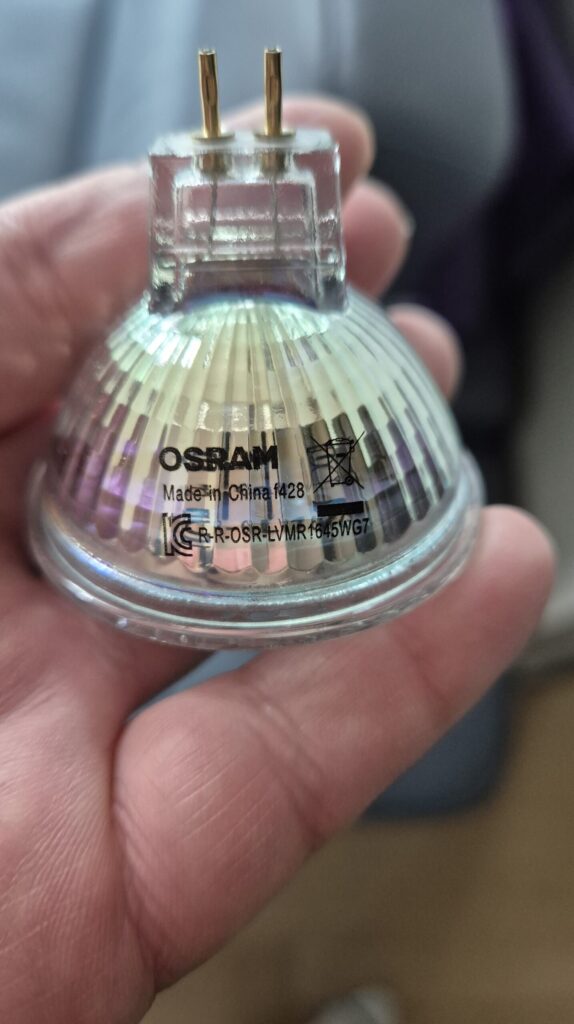 OSRAM
Made in China f428
R-R-OSR-LVMR1645WG7